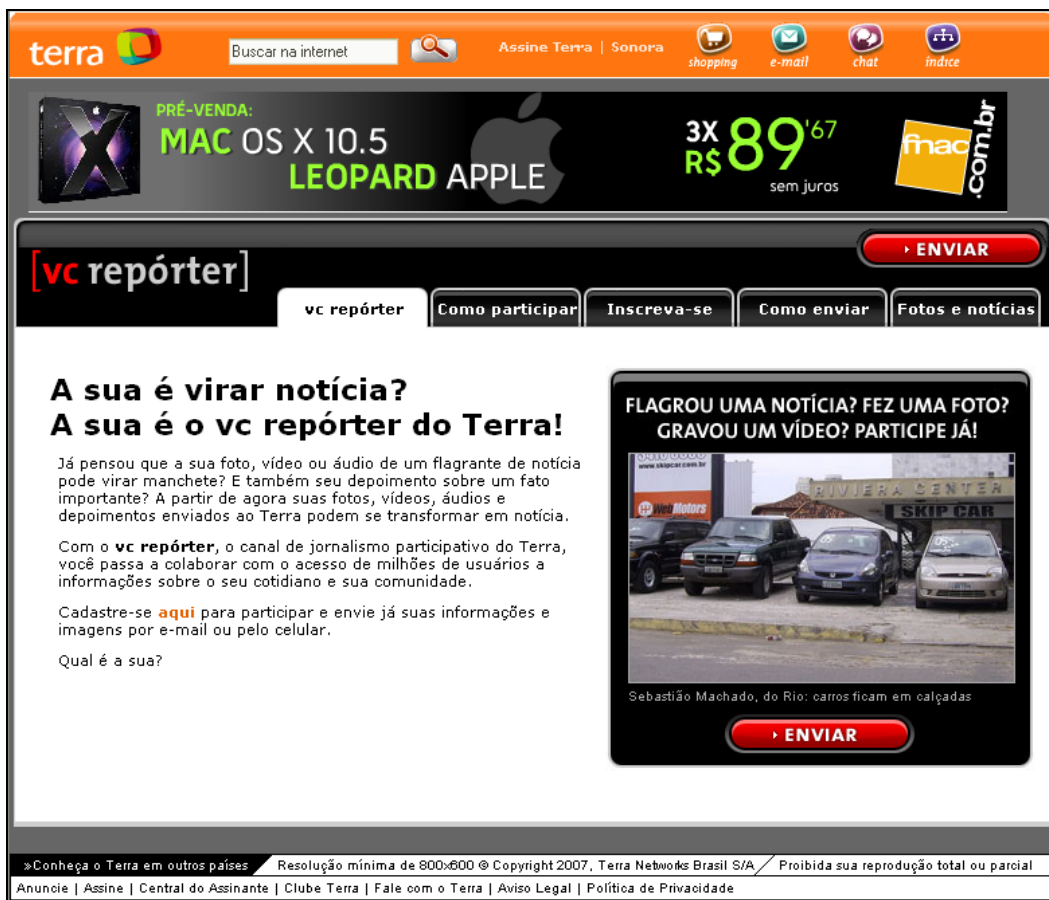 terra
Buscar na internet
Assine Terra | Sonora
shopping
e-mail
chat
índice
PRÉ-VENDA:
MAC OS X 10.5
LEOPARD APPLE
3X
R$ 89'67
sem juros
fnac
.com.br
ENVIAR
[vc repórter]
vc repórter
Como participar
Inscreva-se
Como enviar
Fotos e notícias
A sua é virar notícia?
A sua é o vc repórter do Terra!
Já pensou que a sua foto, vídeo ou áudio de um flagrante de notícia
pode virar manchete? E também seu depoimento sobre um fato
importante? A partir de agora suas fotos, vídeos, áudios e
depoimentos enviados ao Terra podem se transformar em notícia.
Com o vc repórter, o canal de jornalismo participativo do Terra,
você passa a colaborar com o acesso de milhões de usuários a
informações sobre o seu cotidiano e sua comunidade.
Cadastre-se aqui para participar e envie já suas informações e
imagens por e-mail ou pelo celular.
Qual é a sua?
FLAGROU UMA NOTÍCIA? FEZ UMA FOTO?
GRAVOU UM VÍDEO? PARTICIPE JÁ!
www.skipcar.com.br
WebMotors
RIVIERA CENTER
SKIP CAR
Sebastião Machado, do Rio: carros ficam em calçadas
ENVIAR
»Conheça o Terra em outros países
Resolução mínima de 800x600 © Copyright 2007, Terra Networks Brasil S/A
Proibida sua reprodução total ou parcial
Anuncie | Assine | Central do Assinante | Clube Terra | Fale com o Terra | Aviso Legal | Política de Privacidade